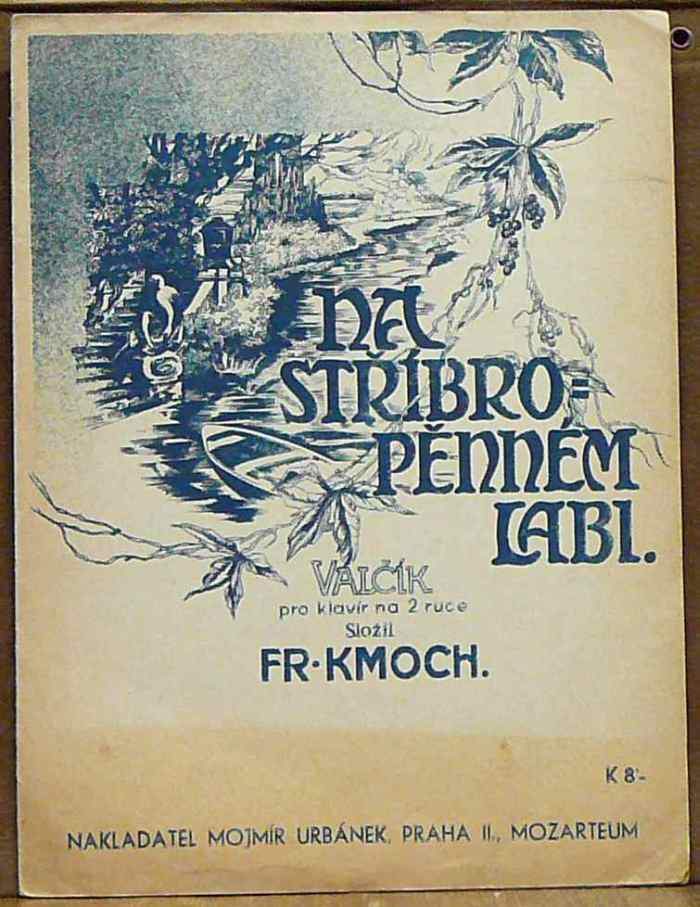 NA
STŘÍBRO=
PĚNNÉM
LABI.
VALČÍK
pro klavír na 2 ruce
Složil
FR·KMOCH.
K 8'-
NAKLADATEL MOJMÍR URBÁNEK, PRAHA II., MOZARTEUM